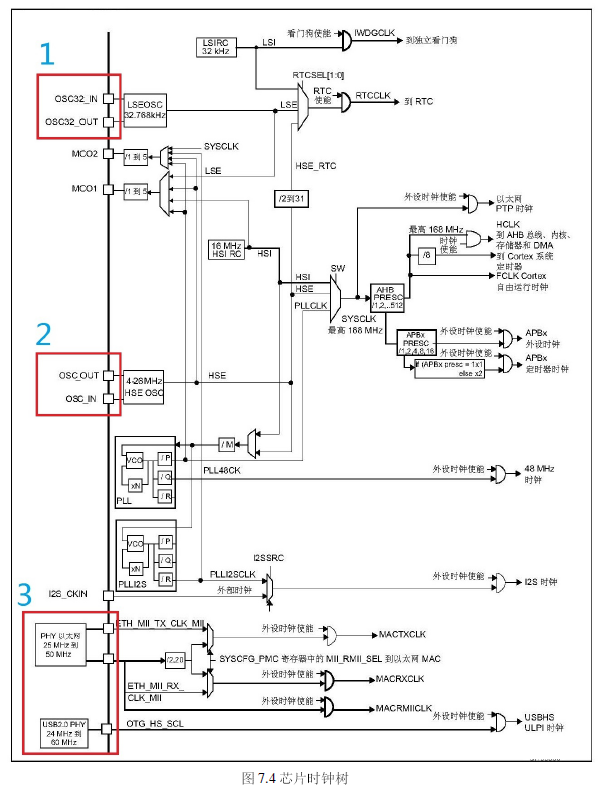 看门狗使能
IWDGCLK
到独立看门狗
LSIRC
32 kHz
LSI
1
RTCSEL[1:0]
OSC32_IN
OSC32_OUT
LSEOSC
32.768kHz
LSE
RTC
使能
RTCCLK
到 RTC
SYSCLK
MCO2
/1 到 5
LSE
HSE_RTC
MCO1
/1 到 5
/2到31
外设时钟使能
以太网
PTP 时钟
16 MHz
HSI RC
HSI
SW
HSI
HSE
PLLCLK
SYSCLK
最高 168 MHz
AHB
PRESC
/1,2,..512
最高 168 MHz
时钟
使能
/8
HCLK
到 AHB 总线、内核、
存储器和 DMA
到 Cortex 系统
定时器
FCLK Cortex
自由运行时钟
APBx
PRESC
/1,2,4,8,16
外设时钟使能
APBx
外设时钟
外设时钟使能
if (APBx presc = 1x1
else x2
APBx
定时器时钟
2
OSC_OUT
OSC_IN
4-26MHz
HSE OSC
HSE
/ M
VCO
xN
/ P
/ Q
/ R
PLL
PLL48CK
外设时钟使能
48 MHz
时钟
VCO
xN
/ P
/ Q
/ R
PLLI2S
PLLI2SCLK
I2SSRC
外部时钟
I2S_CKIN
外设时钟使能
I2S 时钟
3
ETH_MII_TX_CLK_MII
PHY 以太网
25 MHz 到
50 MHz
/2,20
外设时钟使能
MACTXCLK
SYSCFG_PMC 寄存器中的 MII_RMII_SEL 到以太网 MAC
ETH_MII_RX_
CLK_MII
外设时钟使能
MACRXCLK
外设时钟使能
MACRMIICLK
USB2.0 PHY
24 MHz 到
60 MHz
OTG_HS_SCL
外设时钟使能
USBHS
ULPI 时钟
图 7.4 芯片时钟树